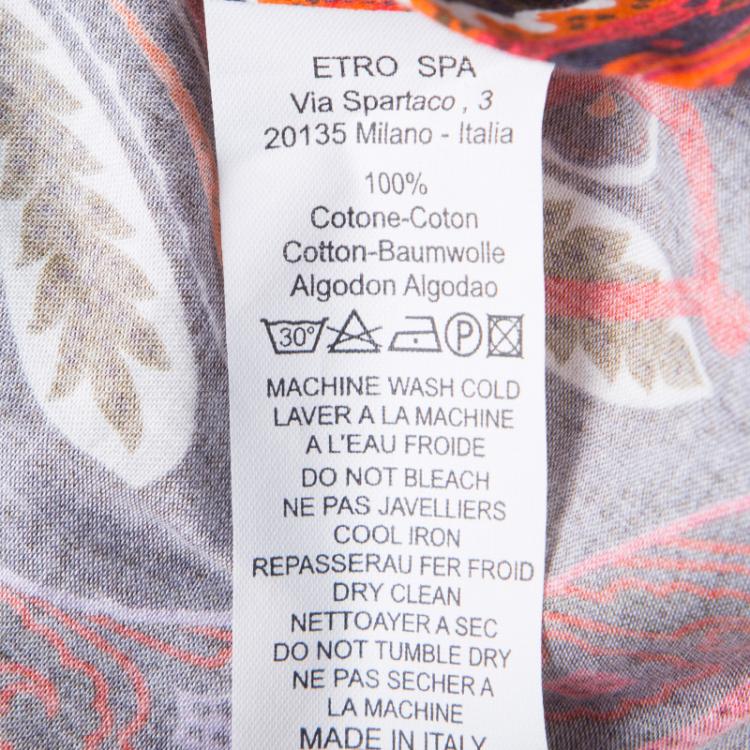 ETRO SPA
Via Spartaco , 3
20135 Milano - Italia
100%
Cotone-Coton
Cotton-Baumwolle
Algodon Algodao
30° P
MACHINE WASH COLD
LAVER A LA MACHINE
A L'EAU FROIDE
DO NOT BLEACH
NE PAS JAVELLIERS
COOL IRON
REPASSERAU FER FROID
DRY CLEAN
NETTOYER A SEC
DO NOT TUMBLE DRY
NE PAS SECHER A
LA MACHINE
MADE IN ITALY